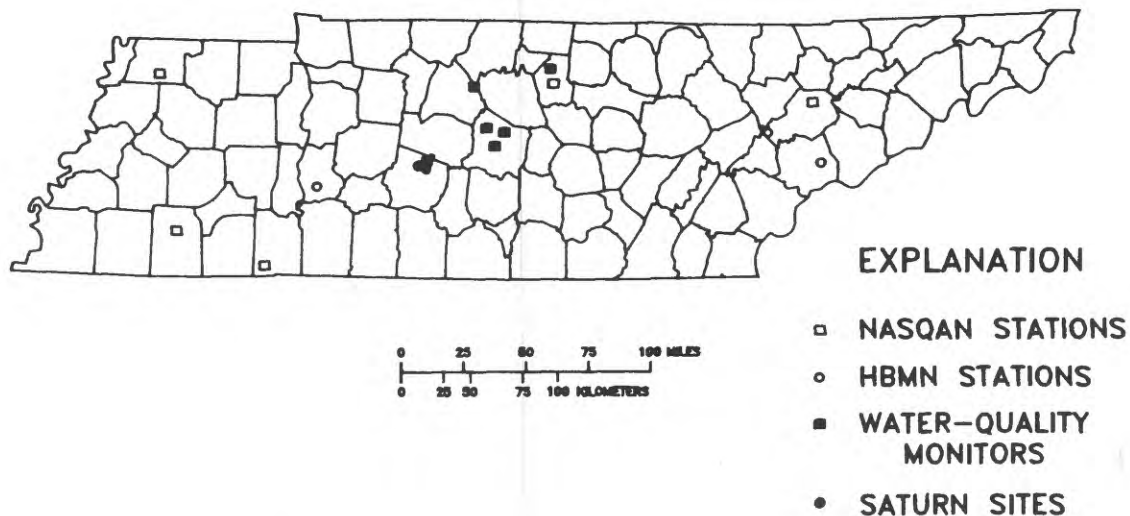 EXPLANATION
NASQAN STATIONS
HBMN STATIONS
WATER-QUALITY
MONITORS
SATURN SITES
0 25 50 75 100 MILES
0 25 50 75 100 KILOMETERS